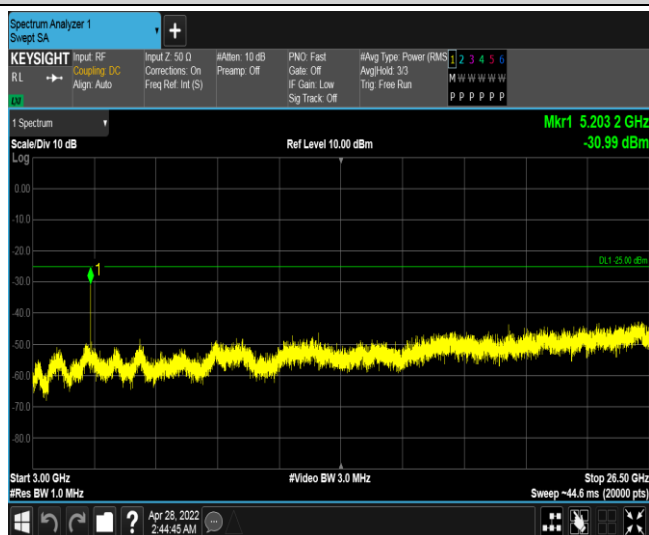 Spectrum Analyzer 1
Swept SA
+
KEYSIGHT
R L
Input: RF
Coupling: DC
Align: Auto
Input Z: 50 Ω
Corrections: On
Freq Ref: Int (S)
#Atten: 10 dB
Preamp: Off
PNO: Fast
Gate: Off
IF Gain: Low
Sig Track: Off
#Avg Type: Power (RMS
Avg|Hold: 3/3
Trig: Free Run
1 2 3 4 5 6
M W W W W W
P P P P P P
1 Spectrum
Mkr1 5.203 2 GHz
Scale/Div 10 dB
Ref Level 10.00 dBm
-30.99 dBm
Log
0.00
-10.0
-20.0
DL1 -25.00 dBm
1
-30.0
-40.0
-50.0
-60.0
-70.0
-80.0
Start 3.00 GHz
#Video BW 3.0 MHz
Stop 26.50 GHz
#Res BW 1.0 MHz
Sweep ~44.6 ms (20000 pts)
?
Apr 28, 2022
2:44:45 AM